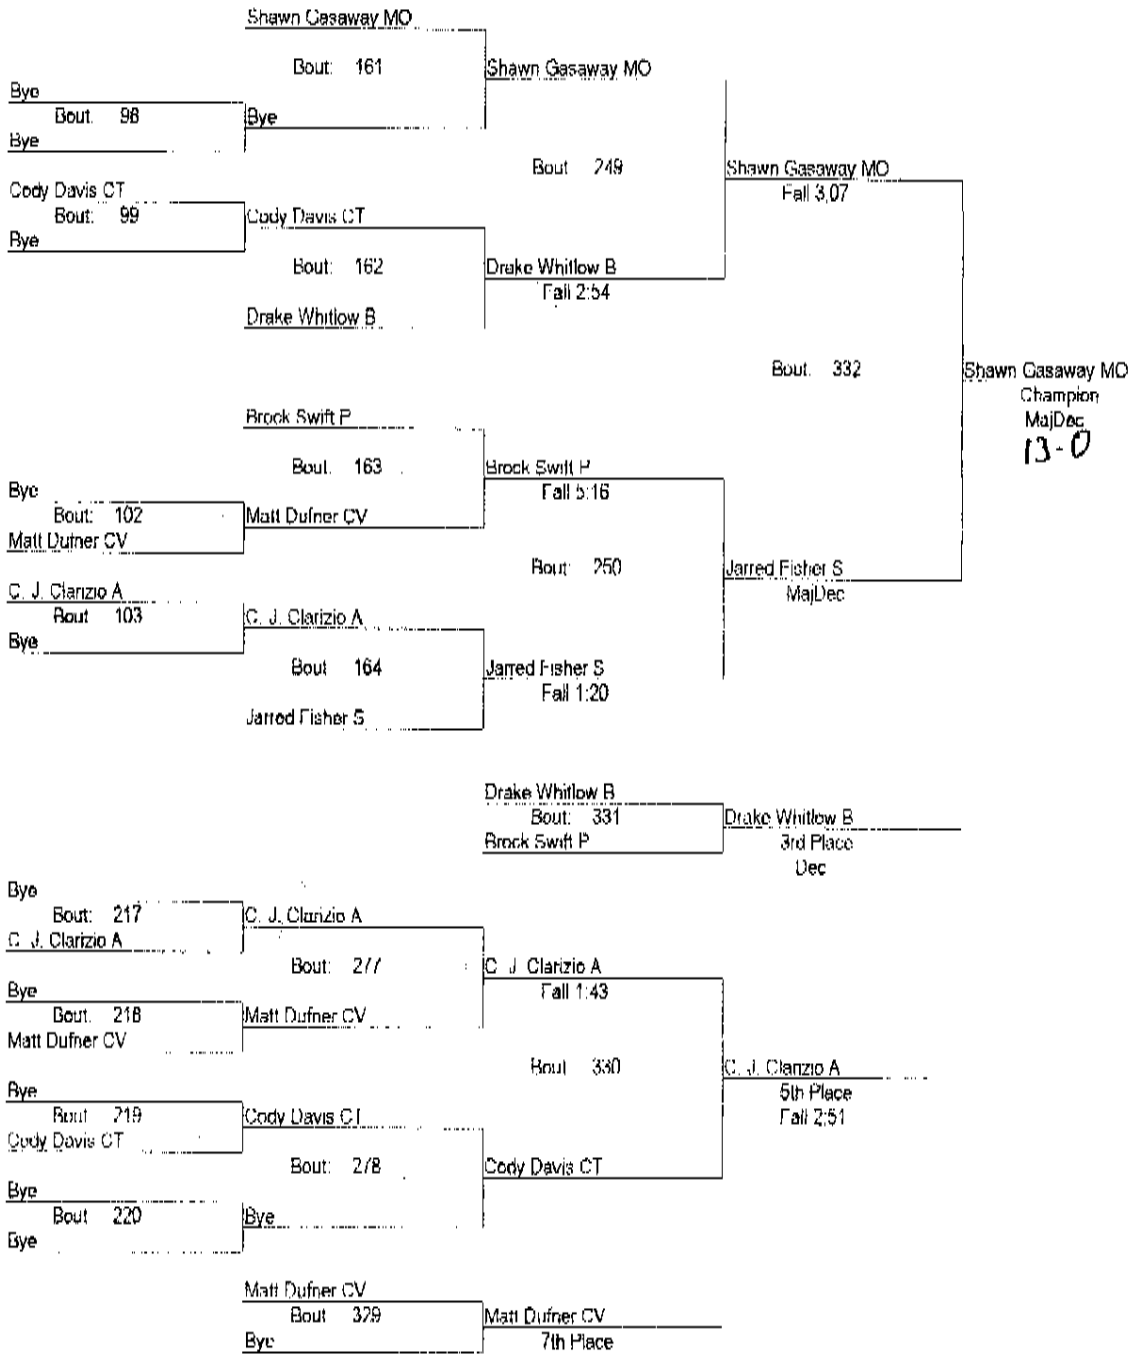 Shawn Gasaway MO
Bout: 161
Shawn Gasaway MO
Bye
Bout. 98
Bye
Bye
Bout 249
Shawn Gasaway MO
Fall 3.07
Cody Davis CT
Bout: 99
Cody Davis CT
Bye
Bout: 162
Drake Whitlow B
Fall 2:54
Drake Whitlow B
Bout. 332
Shawn Gasaway MO
Champion
MajDec
13-0
Brock Swift P
Bout. 163
Brock Swift P
Fall 5:16
Bye
Bout: 102
Matt Dufner CV
Matt Dufner CV
Bout: 250
Jarred Fisher S
MajDec
C. J. Clarizio A
Bout 103
C. J. Clarizio A
Bye
Bout 164
Jarred Fisher S
Fall 1:20
Jarred Fisher S
Drake Whitlow B
Bout: 331
Drake Whitlow B
Brock Swift P
3rd Place
Dec
Bye
Bout: 217
C. J. Clarizio A
C. J. Clarizio A
Bout: 277
C. J. Clarizio A
Fall 1:43
Bye
Bout. 218
Matt Dufner CV
Matt Dufner CV
Bout 330
C. J. Clarizio A
5th Place
Fall 2:51
Bye
Bout 219
Cody Davis CT
Cody Davis CT
Bout: 278
Cody Davis CT
Bye
Bout 220
Bye
Bye
Matt Dufner CV
Bout 329
Matt Dufner CV
Bye
7th Place